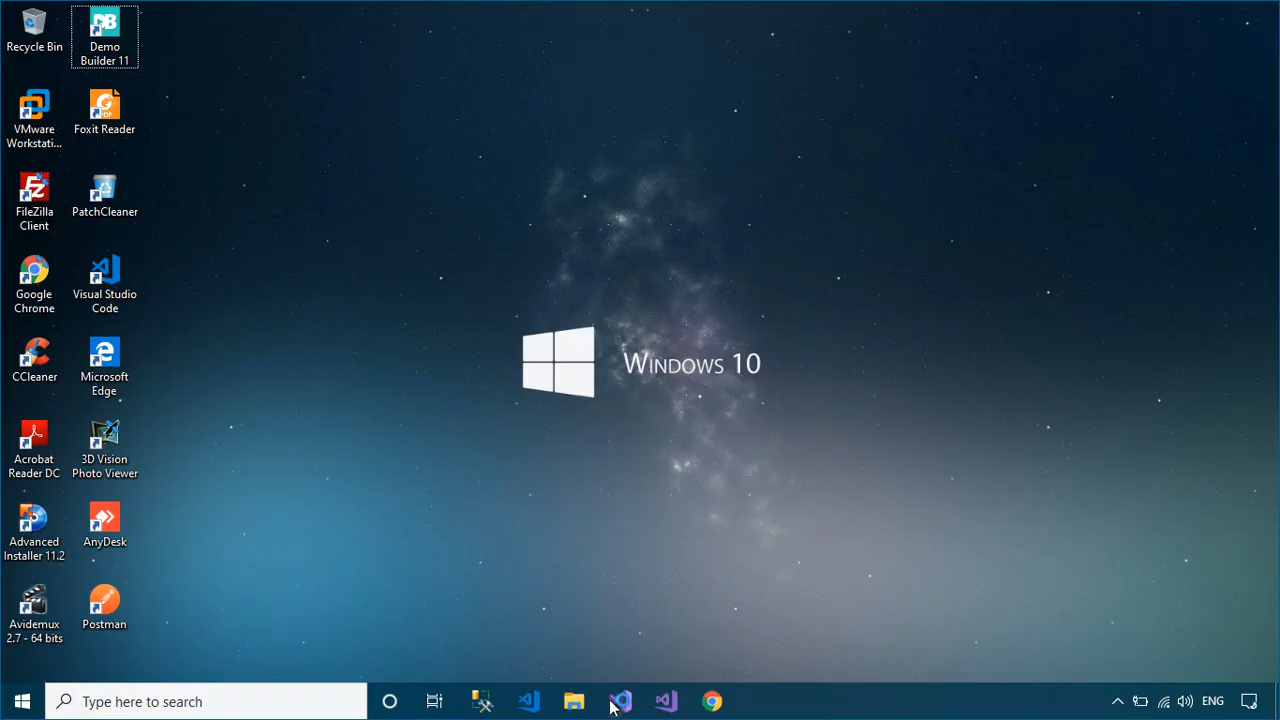 Recycle Bin
DB
Demo
Builder 11
VMware
Workstati...
PDF
Foxit Reader
FileZilla
Client
PatchCleaner
Google
Chrome
Visual Studio
Code
CCleaner
Microsoft
Edge
Acrobat
Reader DC
3D Vision
Photo Viewer
Advanced
Installer 11.2
AnyDesk
Avidemux
2.7 - 64 bits
Postman
Windows 10
Type here to search
ENG